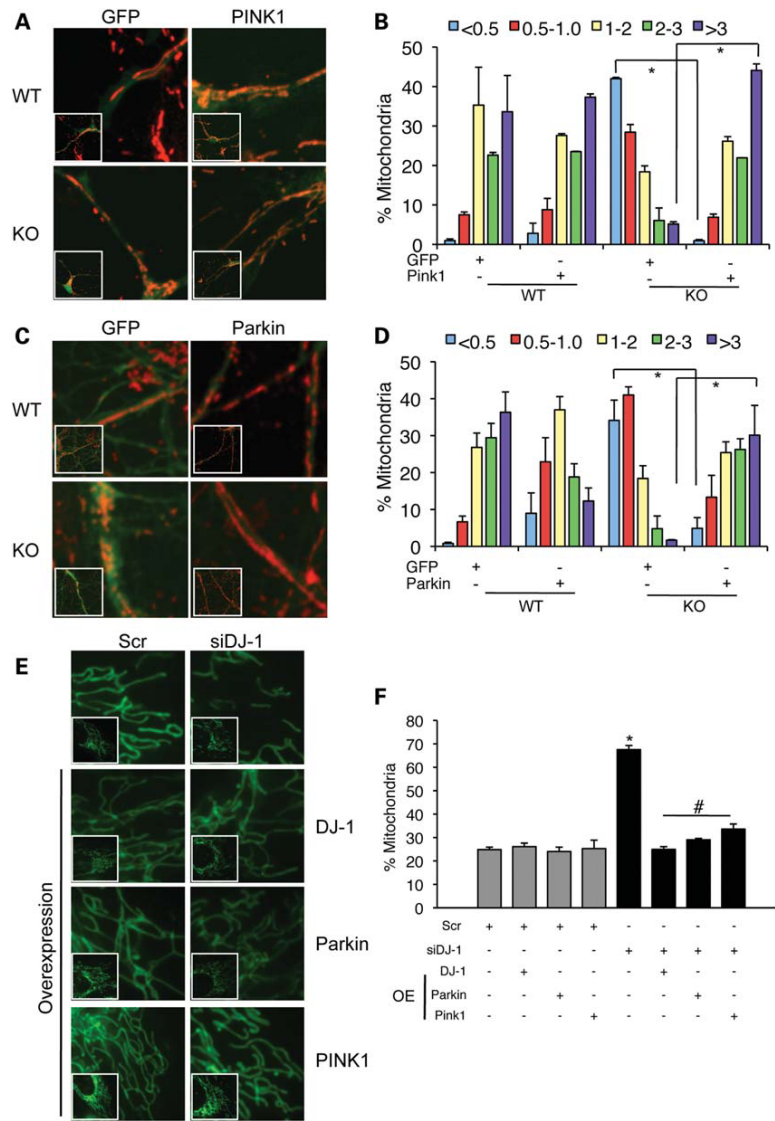 A
GFP PINK1
WT
KO
B
<0.5 0.5-1.0 1-2 2-3 >3
50
40
30
20
10
0
% Mitochondria
* *
GFP + - + -
Pink1 - + - +
WT KO
C
GFP Parkin
WT
KO
D
<0.5 0.5-1.0 1-2 2-3 >3
50
40
30
20
10
0
% Mitochondria
* *
GFP + - + -
Parkin - + - +
WT KO
E
Scr siDJ-1
DJ-1
Parkin
PINK1
Overexpression
F
80
70
60
50
40
30
20
10
0
% Mitochondria
* #
Scr + + + + - - - -
siDJ-1 - - - - + + + +
DJ-1 - + - - - + - -
OE
Parkin - - + - - - + -
Pink1 - - - + - - - +